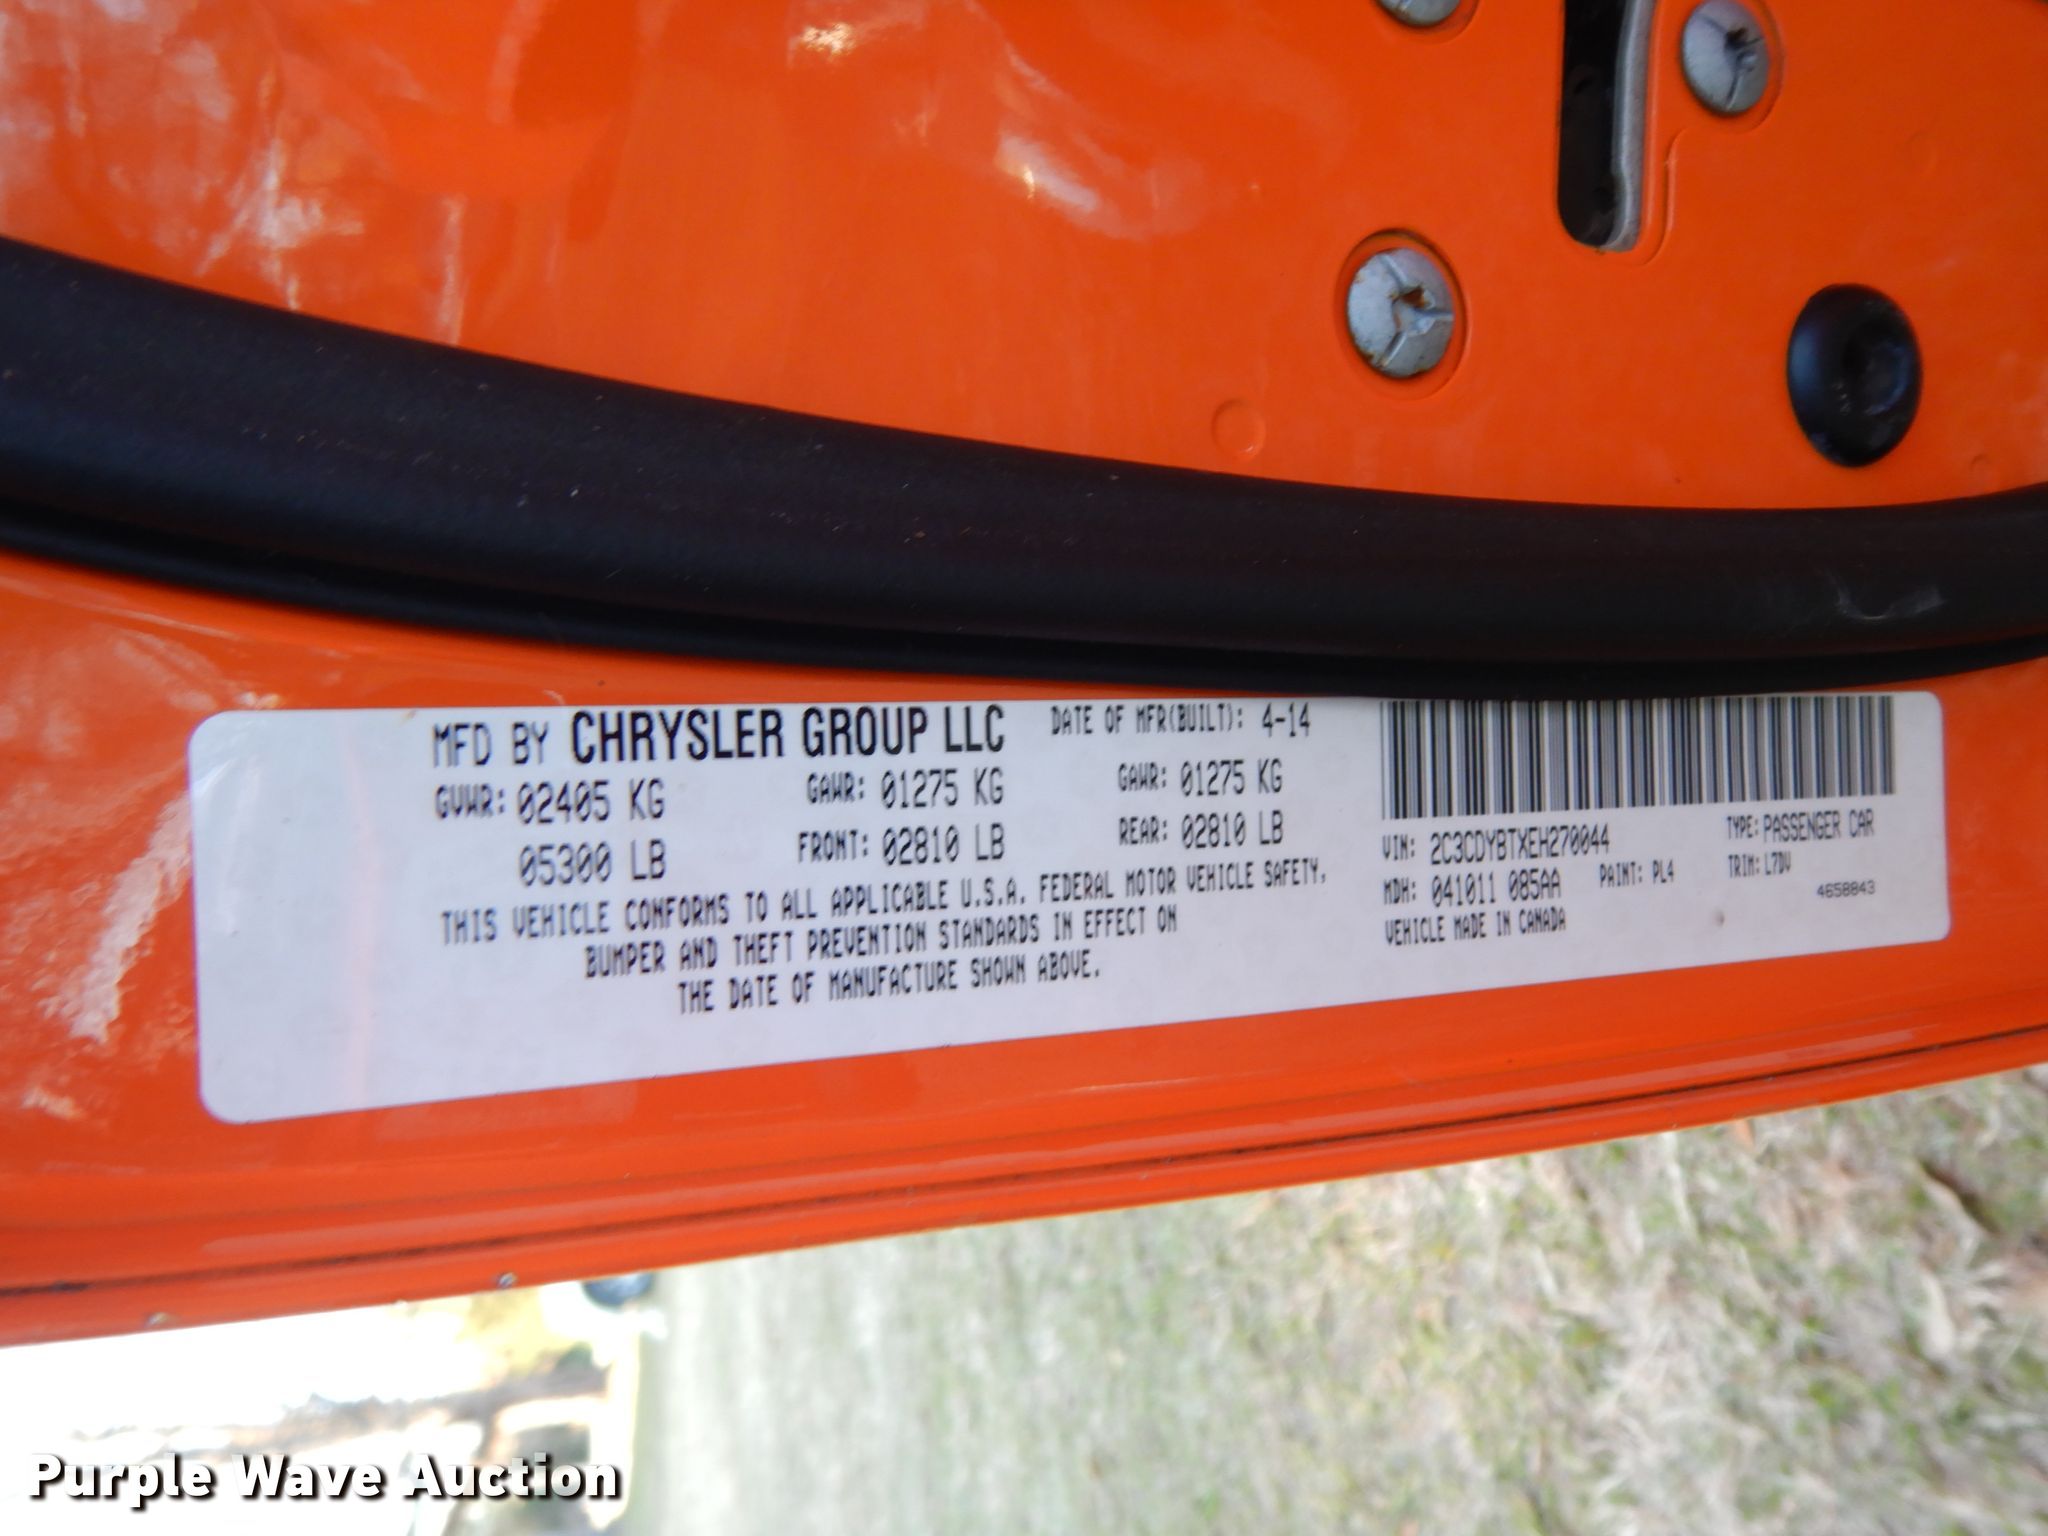 MFD BY CHRYSLER GROUP LLC DATE OF MFR(BUILT): 4-14
GVWR: 02405 KG GAWR: 01275 KG GAWR: 01275 KG
05300 LB FRONT: 02810 LB REAR: 02810 LB
THIS VEHICLE CONFORMS TO ALL APPLICABLE U.S.A. FEDERAL MOTOR VEHICLE SAFETY,
BUMPER AND THEFT PREVENTION STANDARDS IN EFFECT ON
THE DATE OF MANUFACTURE SHOWN ABOVE.
VIN: 2C3CDYBTXEH270044 TYPE: PASSENGER CAR
MDH: 041011 085AA PAINT: PL4 TRIM: L7DV
VEHICLE MADE IN CANADA 4658843
Purple Wave Auction